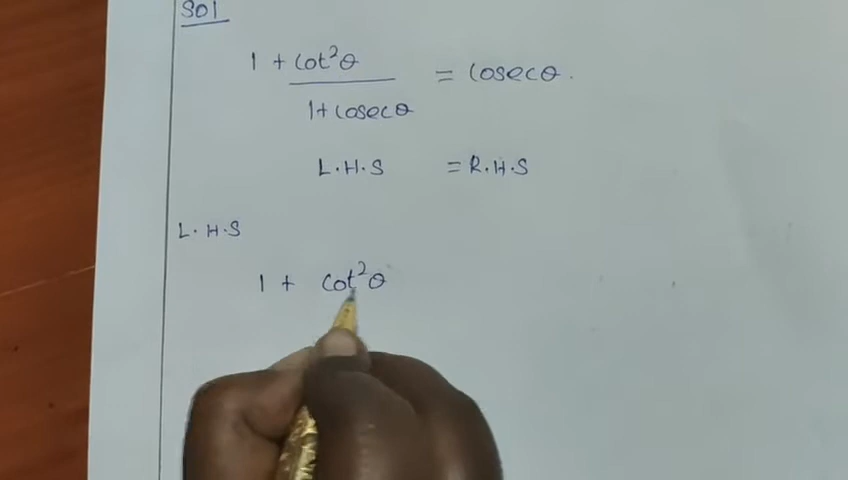 Sol
1 + cot²θ
= cosecθ.
1+cosecθ
L.H.S = R.H.S
L.H.S
1 + cot²θ